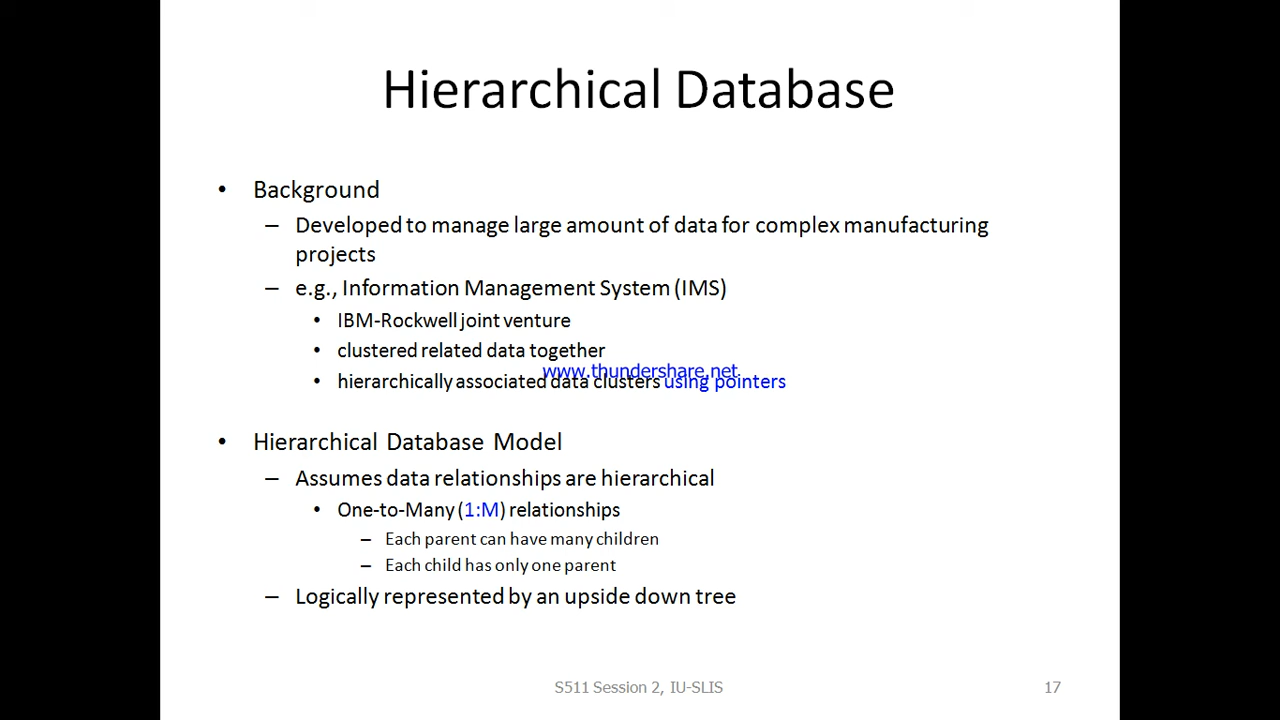 Hierarchical Database
• Background
– Developed to manage large amount of data for complex manufacturing
projects
– e.g., Information Management System (IMS)
• IBM-Rockwell joint venture
• clustered related data together
www.thundershare.net
• hierarchically associated data clusters using pointers
• Hierarchical Database Model
– Assumes data relationships are hierarchical
• One-to-Many (1:M) relationships
– Each parent can have many children
– Each child has only one parent
– Logically represented by an upside down tree
S511 Session 2, IU-SLIS
17